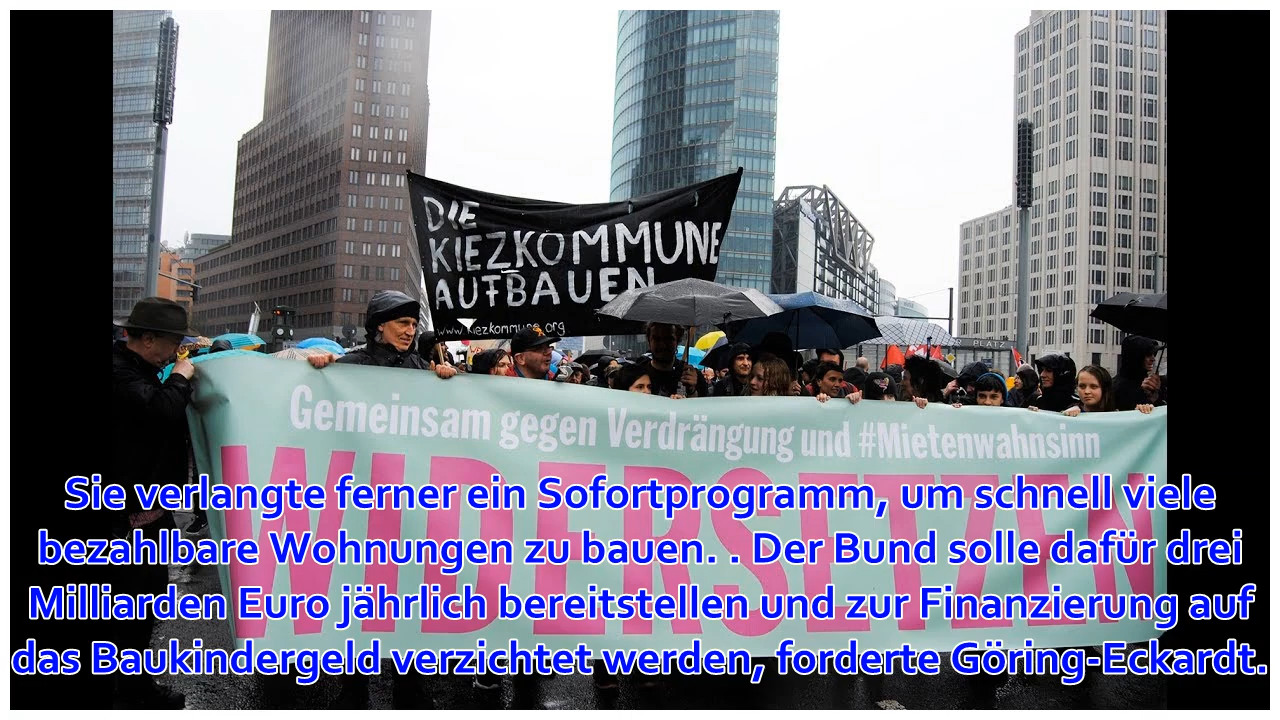 DIE
KIEZKOMMUNE
AUFBAUEN
www.kiezkommune.org
PLATZ
Gemeinsam gegen Verdrängung und #Mietenwahnsinn
WIDERSETZEN
Sie verlangte ferner ein Sofortprogramm, um schnell viele
bezahlbare Wohnungen zu bauen. . Der Bund solle dafür drei
Milliarden Euro jährlich bereitstellen und zur Finanzierung auf
das Baukindergeld verzichtet werden, forderte Göring-Eckardt.